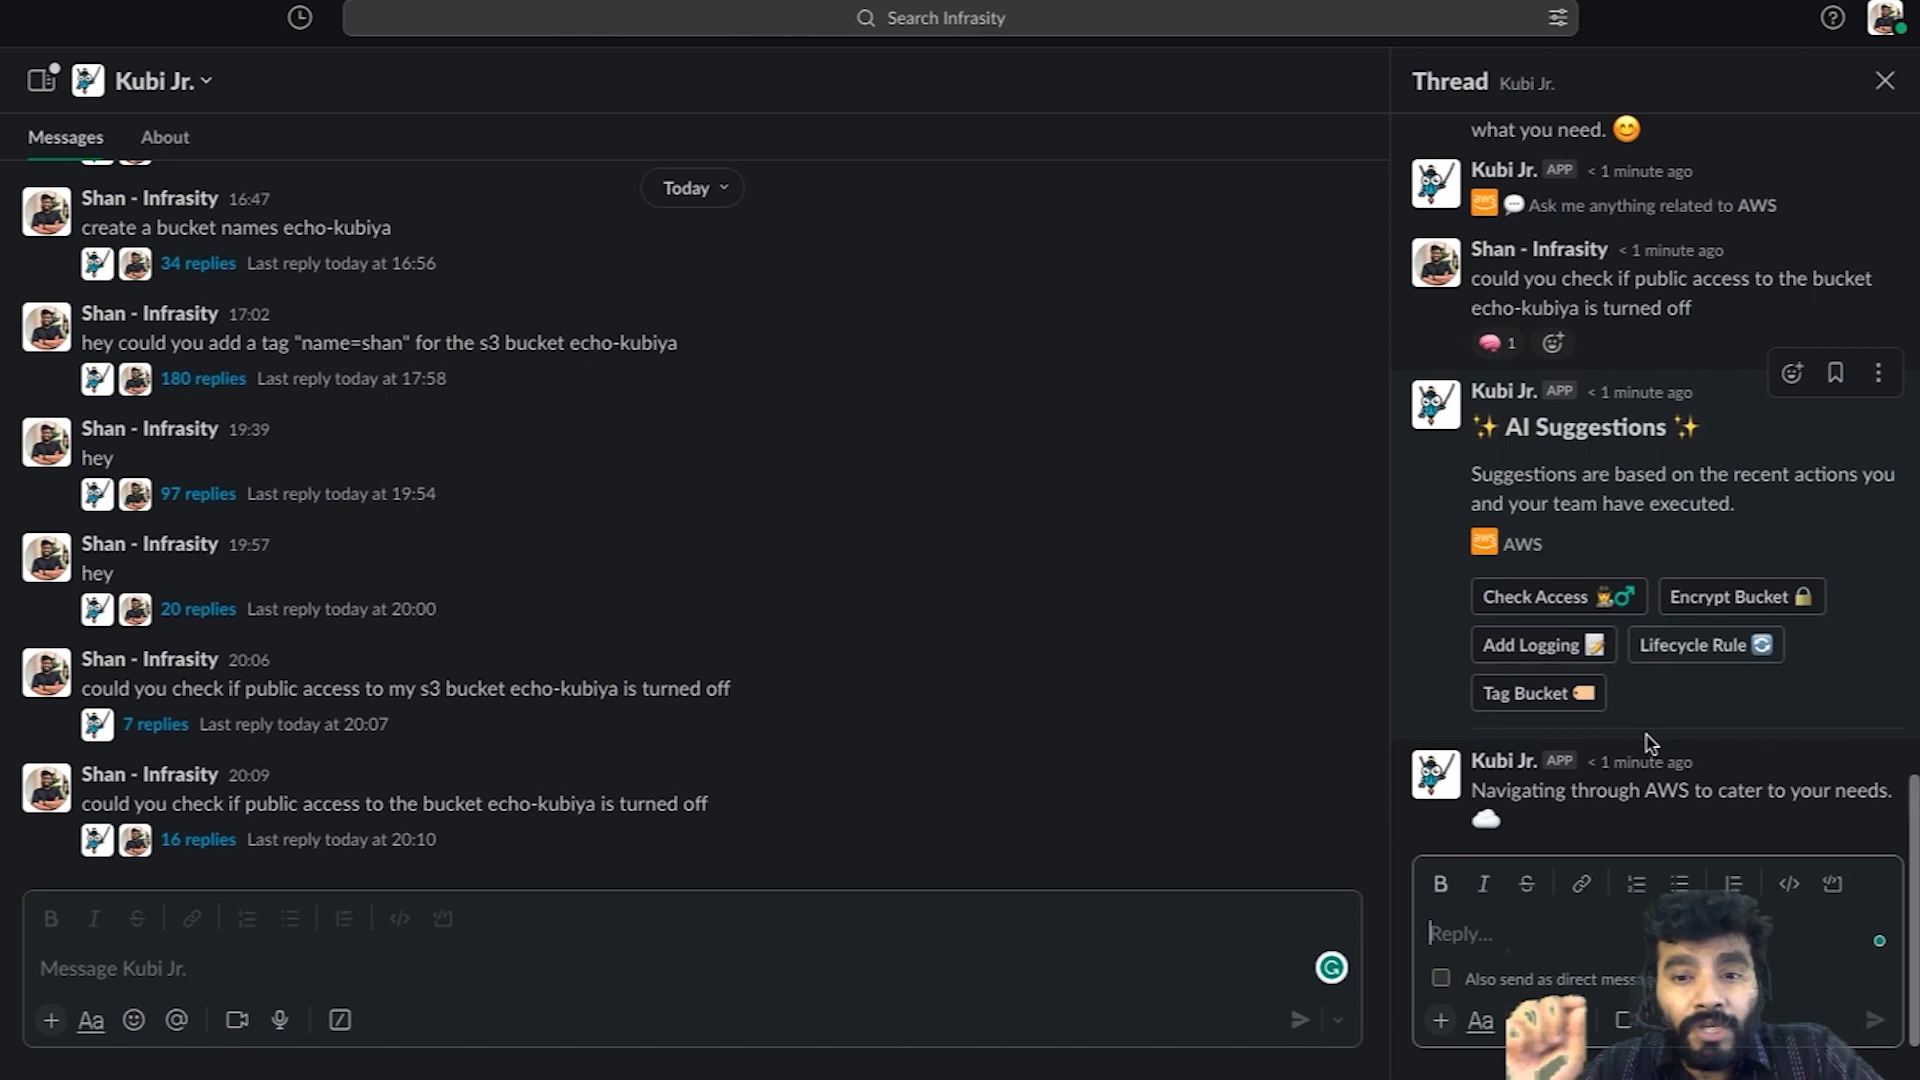 Search Infrasity
Kubi Jr.
Messages
About
Today
Shan - Infrasity 16:47
create a bucket names echo-kubiya
34 replies Last reply today at 16:56
Shan - Infrasity 17:02
hey could you add a tag "name=shan" for the s3 bucket echo-kubiya
180 replies Last reply today at 17:58
Shan - Infrasity 19:39
hey
97 replies Last reply today at 19:54
Shan - Infrasity 19:57
hey
20 replies Last reply today at 20:00
Shan - Infrasity 20:06
could you check if public access to my s3 bucket echo-kubiya is turned off
7 replies Last reply today at 20:07
Shan - Infrasity 20:09
could you check if public access to the bucket echo-kubiya is turned off
16 replies Last reply today at 20:10
Message Kubi Jr.
Aa
Thread Kubi Jr.
what you need. 😊
Kubi Jr. APP < 1 minute ago
aws 💬 Ask me anything related to AWS
Shan - Infrasity < 1 minute ago
could you check if public access to the bucket
echo-kubiya is turned off
🧠 1
Kubi Jr. APP < 1 minute ago
✨ AI Suggestions ✨
Suggestions are based on the recent actions you
and your team have executed.
aws AWS
Check Access
Encrypt Bucket 🔒
Add Logging 📝
Lifecycle Rule 🔄
Tag Bucket 🏷️
Kubi Jr. APP < 1 minute ago
Navigating through AWS to cater to your needs.
☁️
Reply...
Also send as direct
Aa